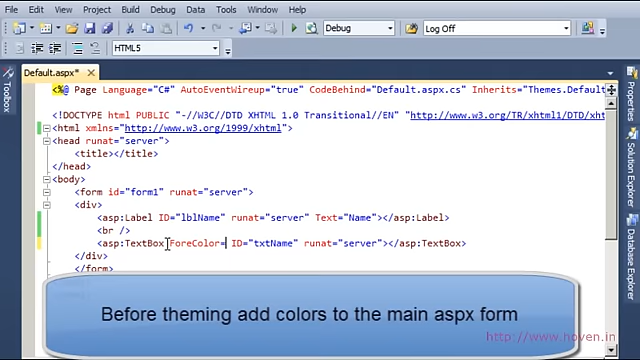 File Edit View Project Build Debug Data Tools Window Help
Debug Log Off
HTML5
Default.aspx*
Toolbox
Properties
Solution Explorer
Database Explorer
<%@ Page Language="C#" AutoEventWireup="true" CodeBehind="Default.aspx.cs" Inherits="Themes.Default"
<!DOCTYPE html PUBLIC "-//W3C//DTD XHTML 1.0 Transitional//EN" "http://www.w3.org/TR/xhtml1/DTD/xht
<html xmlns="http://www.w3.org/1999/xhtml">
<head runat="server">
<title></title>
</head>
<body>
<form id="form1" runat="server">
<div>
<asp:Label ID="lblName" runat="server" Text="Name"></asp:Label>
<br />
<asp:TextBox ForeColor= ID="txtName" runat="server"></asp:TextBox>
</div>
</form>
Before theming add colors to the main aspx form
http://www.hoven.in